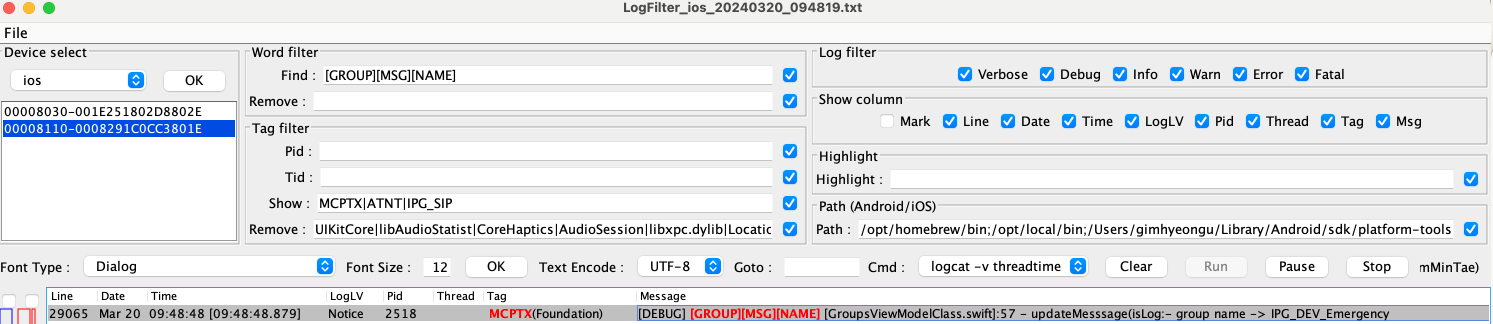 LogFilter_ios_20240320_094819.txt
File
Device select
ios
OK
00008030-001E251802D8802E
00008110-0008291C0CC3801E
Word filter
Find : [GROUP][MSG][NAME]
Remove :
Tag filter
Pid :
Tid :
Show : MCPTX|ATNT|IPG_SIP
Remove : UIKitCore|libAudioStatist|CoreHaptics|AudioSession|libxpc.dylib|Locatic
Log filter
Verbose Debug Info Warn Error Fatal
Show column
Mark Line Date Time LogLV Pid Thread Tag Msg
Highlight
Highlight :
Path (Android/iOS)
Path : /opt/homebrew/bin;/opt/local/bin;/Users/gimhyeongu/Library/Android/sdk/platform-tools
Font Type : Dialog Font Size : 12 OK Text Encode : UTF-8 Goto : Cmd : logcat -v threadtime Clear Run Pause Stop mMinTae)
Line Date Time LogLV Pid Thread Tag Message
29065 Mar 20 09:48:48 [09:48:48.879] Notice 2518 MCPTX(Foundation) [DEBUG] [GROUP][MSG][NAME] [GroupsViewModelClass.swift]:57 - updateMesssage(isLog:- group name -> IPG_DEV_Emergency